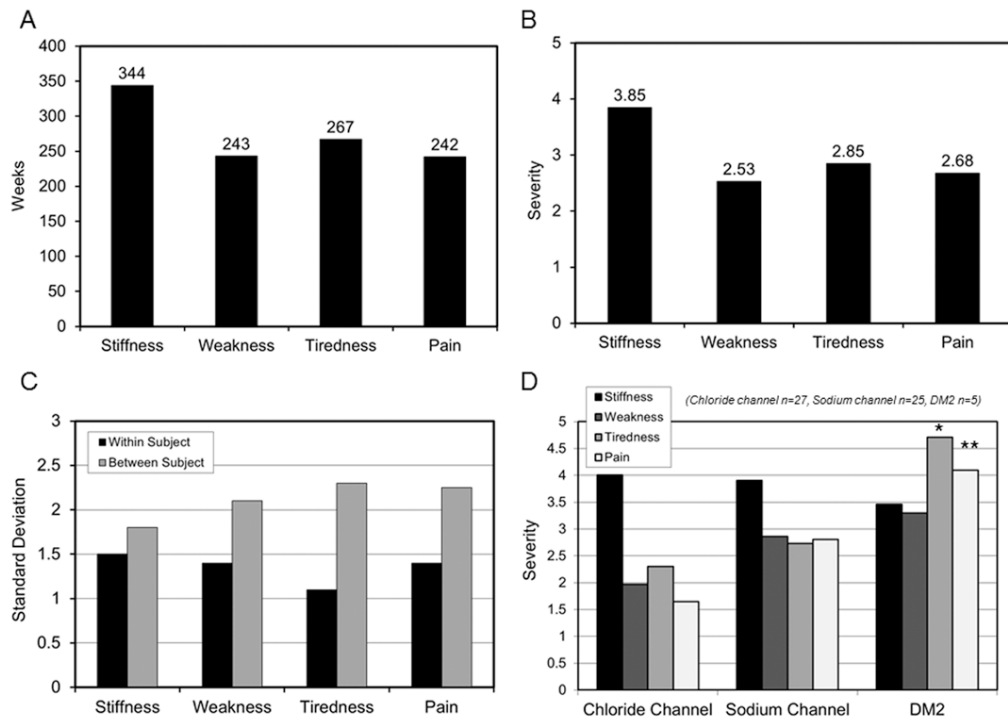 A
400
350
300
250
200
150
100
50
0
Weeks
344
243
267
242
Stiffness Weakness Tiredness Pain
B
5
4
3
2
1
0
Severity
3.85
2.53
2.85
2.68
Stiffness Weakness Tiredness Pain
C
3
2.5
2
1.5
1
0.5
0
Standard Deviation
Within Subject
Between Subject
Stiffness Weakness Tiredness Pain
D
Stiffness
Weakness
Tiredness
Pain
(Chloride channel n=27, Sodium channel n=25, DM2 n=5)
5
4.5
4
3.5
3
2.5
2
1.5
1
0.5
0
Severity
*
**
Chloride Channel Sodium Channel DM2